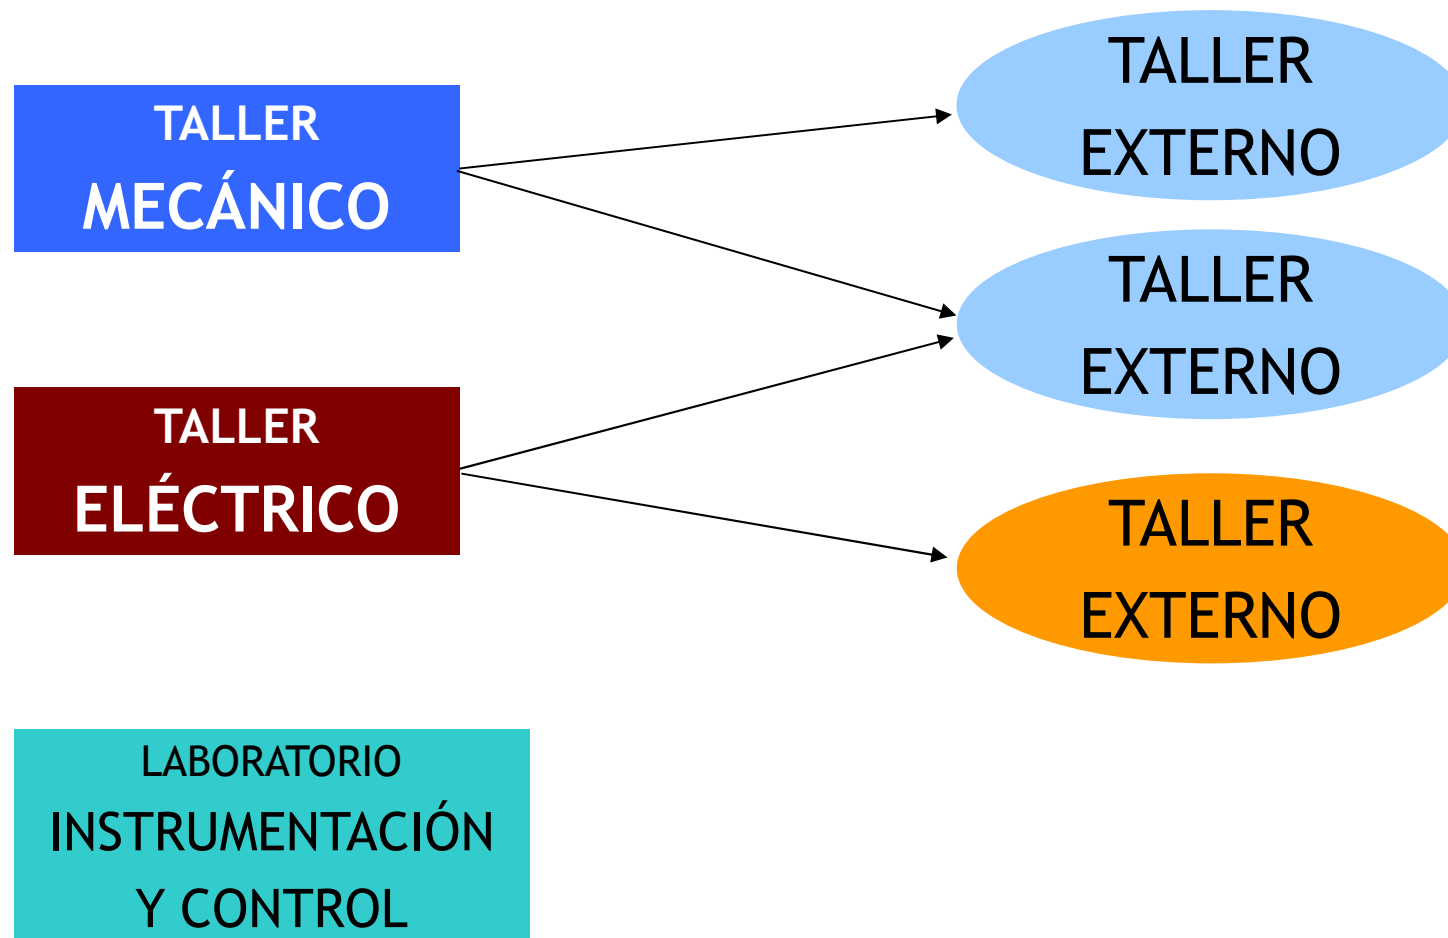 TALLER
MECÁNICO
TALLER
EXTERNO
TALLER
EXTERNO
TALLER
ELÉCTRICO
TALLER
EXTERNO
LABORATORIO
INSTRUMENTACIÓN
Y CONTROL